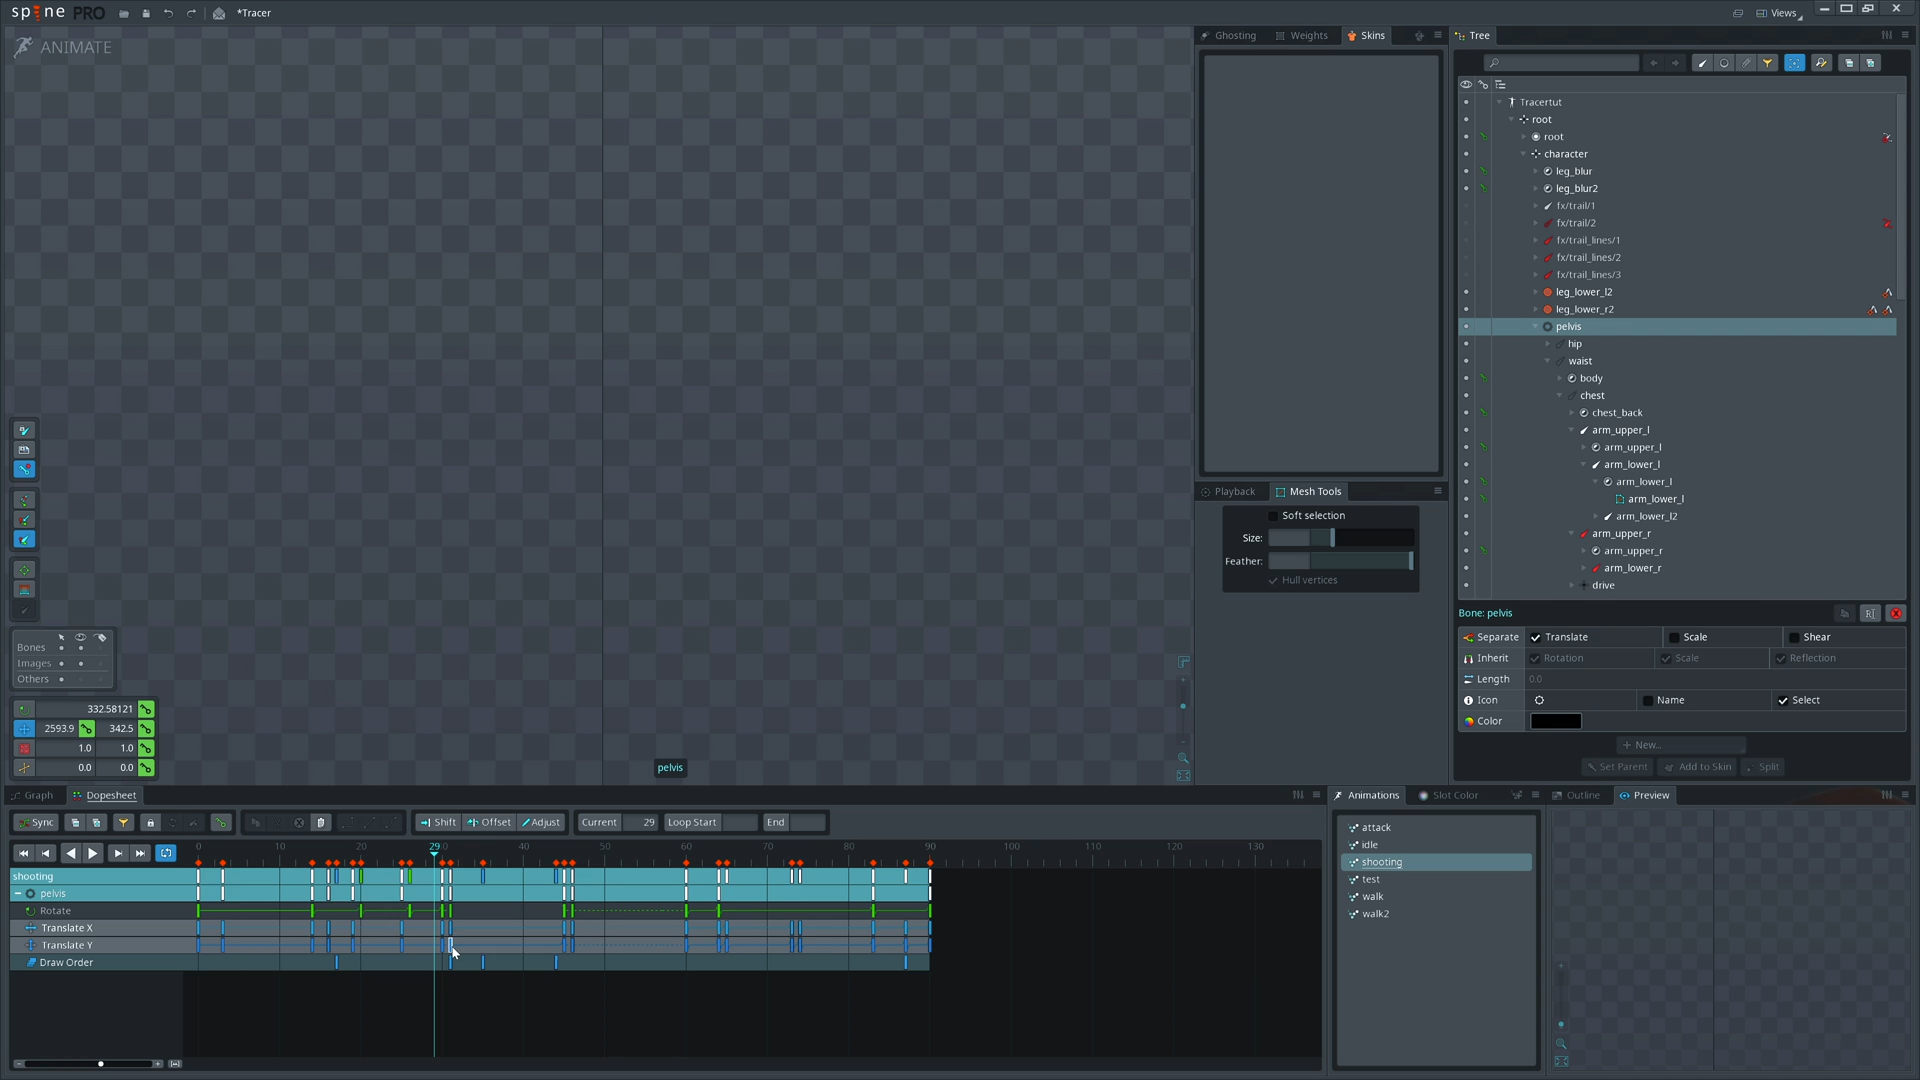 spine PRO
*Tracer
Views
ANIMATE
Ghosting
Weights
Skins
Tree
Tracertut
root
root
character
leg_blur
leg_blur2
fx/trail/1
fx/trail/2
fx/trail_lines/1
fx/trail_lines/2
fx/trail_lines/3
leg_lower_l2
leg_lower_r2
pelvis
hip
waist
body
chest
chest_back
arm_upper_l
arm_upper_l
arm_lower_l
arm_lower_l
arm_lower_l
arm_lower_l2
arm_upper_r
arm_upper_r
arm_lower_r
drive
Playback
Mesh Tools
Soft selection
Size:
Feather:
Hull vertices
Bone: pelvis
Separate Translate Scale Shear
Inherit Rotation Scale Reflection
Length 0.0
Icon Name Select
Color
+ New...
Set Parent Add to Skin Split
Bones
Images
Others
332.58121
2593.9 342.5
1.0 1.0
0.0 0.0
pelvis
Graph
Dopesheet
Sync
Shift
Offset
Adjust
Current 29 Loop Start End
0 10 20 29 30 40 50 60 70 80 90 100 110 120 130
shooting
pelvis
Rotate
Translate X
Translate Y
Draw Order
Animations
Slot Color
attack
idle
shooting
test
walk
walk2
Outline
Preview